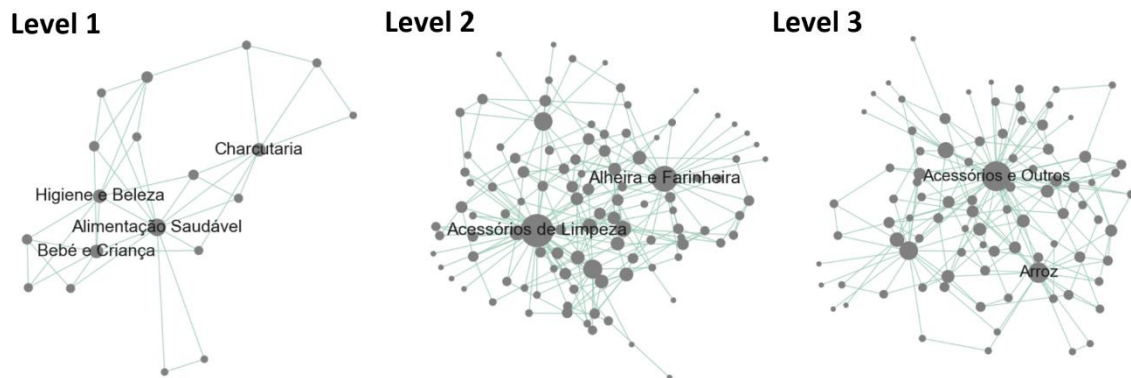 Level 1
Level 2
Level 3
Charcutaria
Higiene e Beleza
Alimentação Saudável
Bebé e Criança
Alheira e Farinheira
Acessórios de Limpeza
Acessórios e Outros
Arroz